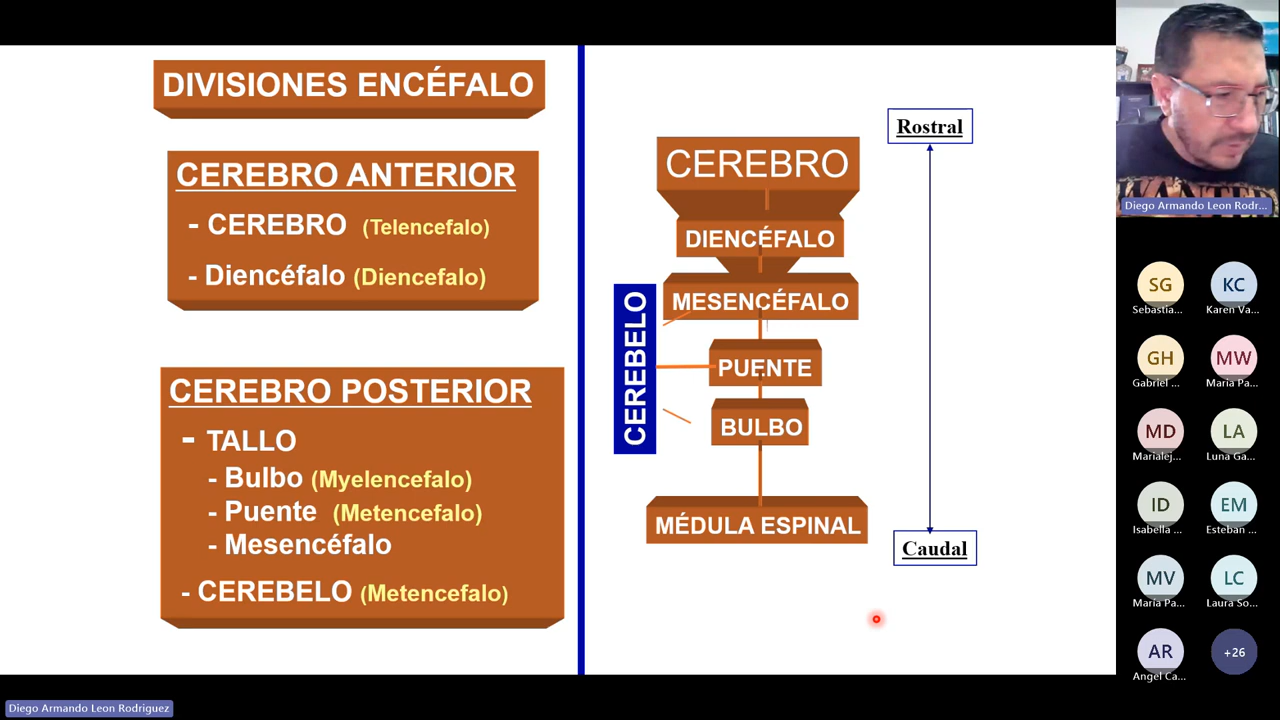 DIVISIONES ENCÉFALO
CEREBRO ANTERIOR
- CEREBRO (Telencefalo)
- Diencéfalo (Diencefalo)
CEREBRO POSTERIOR
- TALLO
- Bulbo (Myelencefalo)
- Puente (Metencefalo)
- Mesencéfalo
- CEREBELO (Metencefalo)
CEREBRO
DIENCÉFALO
MESENCÉFALO
CEREBELO
PUENTE
BULBO
MÉDULA ESPINAL
Rostral
Caudal
Diego Armando Leon Rodr...
SG
Sebastia...
KC
Karen Va...
GH
Gabriel ...
MW
Maria Pa...
MD
Marialej...
LA
Luna Ga...
ID
Isabella ...
EM
Esteban ...
MV
Maria Pa...
LC
Laura So...
AR
Angel Ca...
+26
Diego Armando Leon Rodriguez